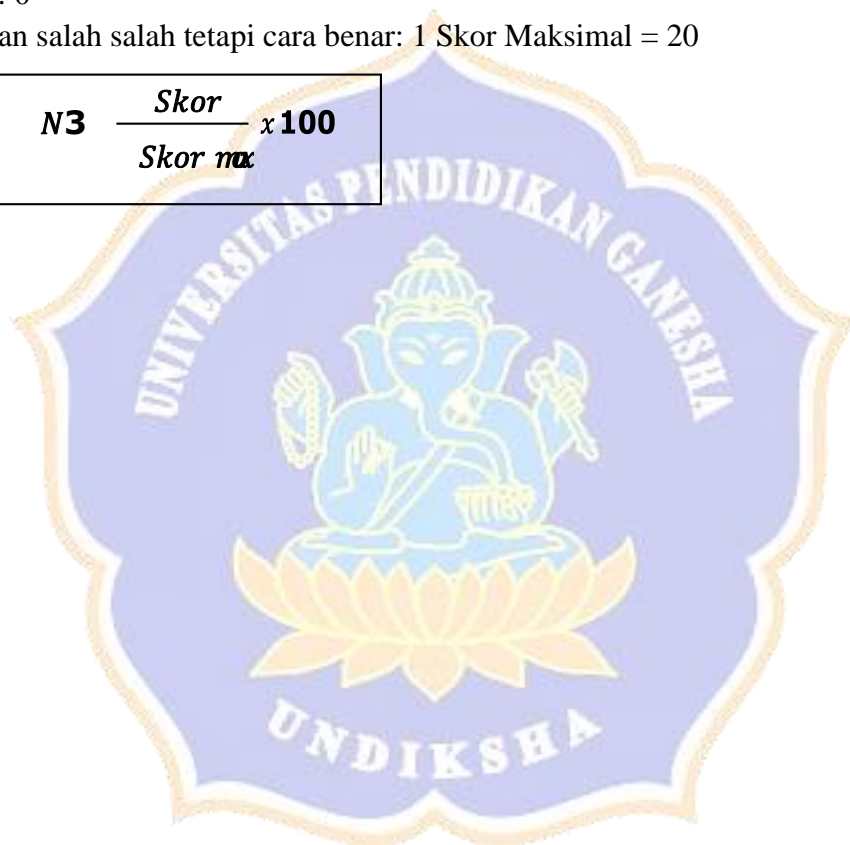 : 0
an salah salah tetapi cara benar: 1 Skor Maksimal = 20
N3 Skor x 100
Skor max
UNIVERSITAS PENDIDIKAN GANESHA
UNDIKSHA